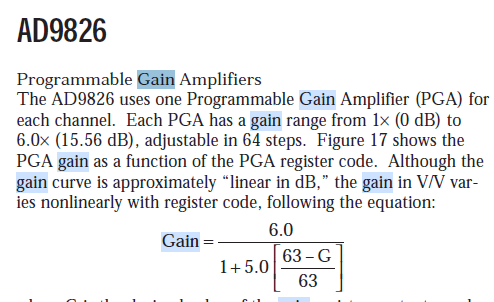 AD9826
Programmable Gain Amplifiers
The AD9826 uses one Programmable Gain Amplifier (PGA) for
each channel. Each PGA has a gain range from 1× (0 dB) to
6.0× (15.56 dB), adjustable in 64 steps. Figure 17 shows the
PGA gain as a function of the PGA register code. Although the
gain curve is approximately “linear in dB,” the gain in V/V var-
ies nonlinearly with register code, following the equation:
6.0
Gain =
1 + 5.0 [ 63 – G
63 ]